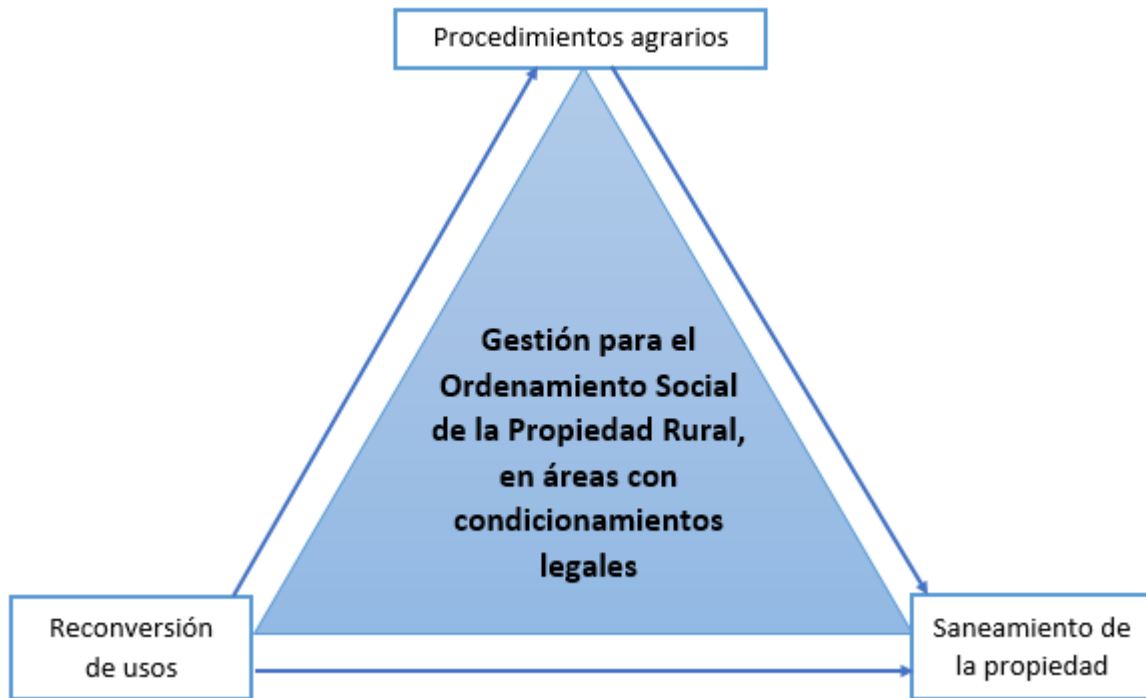 Procedimientos agrarios
Gestión para el
Ordenamiento Social
de la Propiedad Rural,
en áreas con
condicionamientos
legales
Reconversión
de usos
Saneamiento de
la propiedad